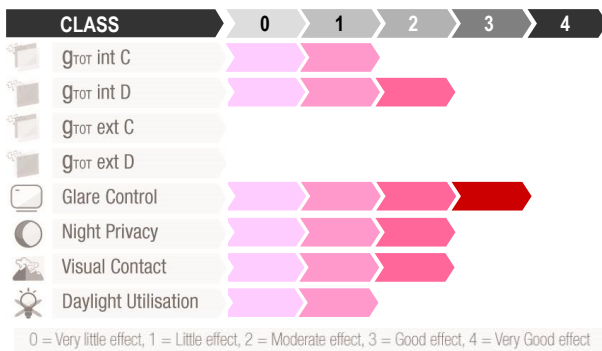 CLASS 0 1 2 3 4
gTOT int C
gTOT int D
gTOT ext C
gTOT ext D
Glare Control
Night Privacy
Visual Contact
Daylight Utilisation
0 = Very little effect, 1 = Little effect, 2 = Moderate effect, 3 = Good effect, 4 = Very Good effect